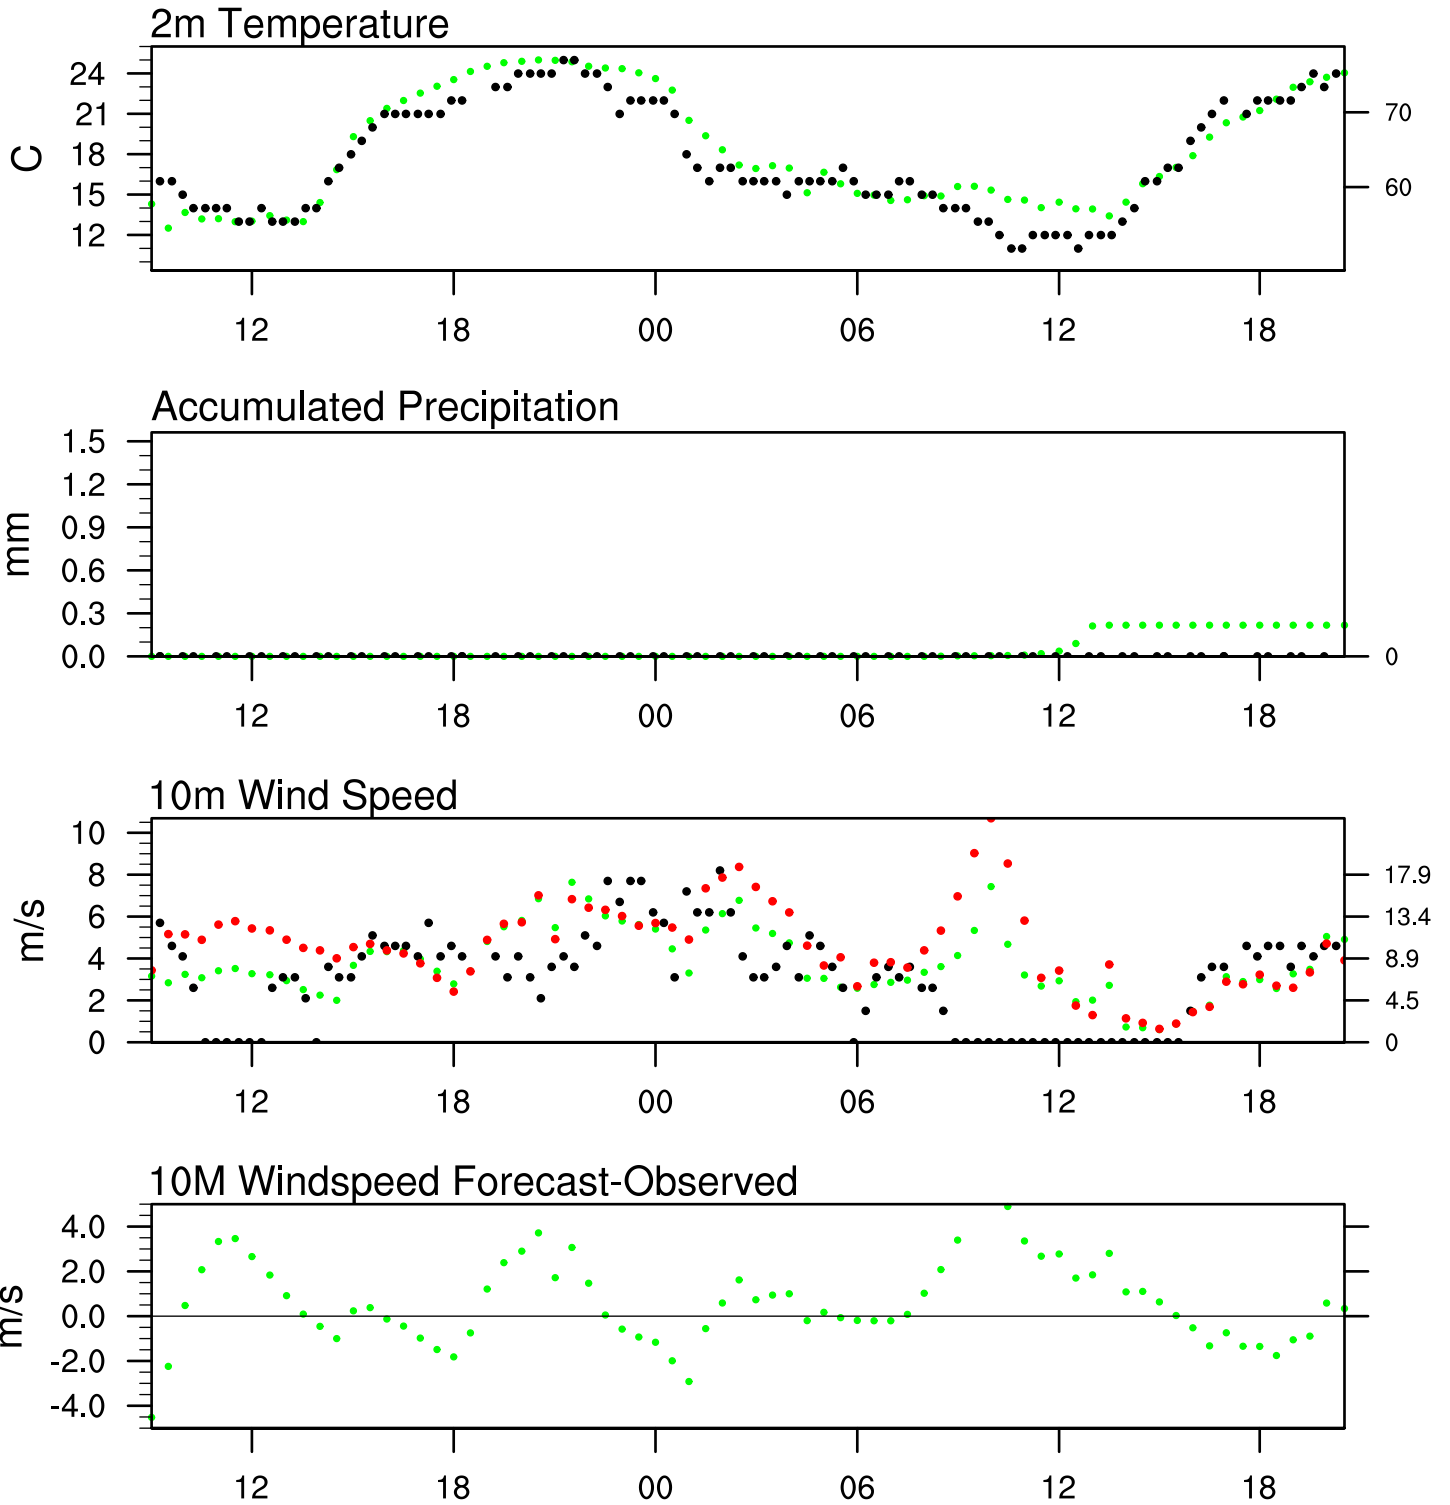 2m Temperature
24
21
18
15
12
C
70
60
12 18 00 06 12 18
Accumulated Precipitation
1.5
1.2
0.9
0.6
0.3
0.0
mm
0
12 18 00 06 12 18
10m Wind Speed
10
8
6
4
2
0
m/s
17.9
13.4
8.9
4.5
0
12 18 00 06 12 18
10M Windspeed Forecast-Observed
4.0
2.0
0.0
-2.0
-4.0
m/s
12 18 00 06 12 18